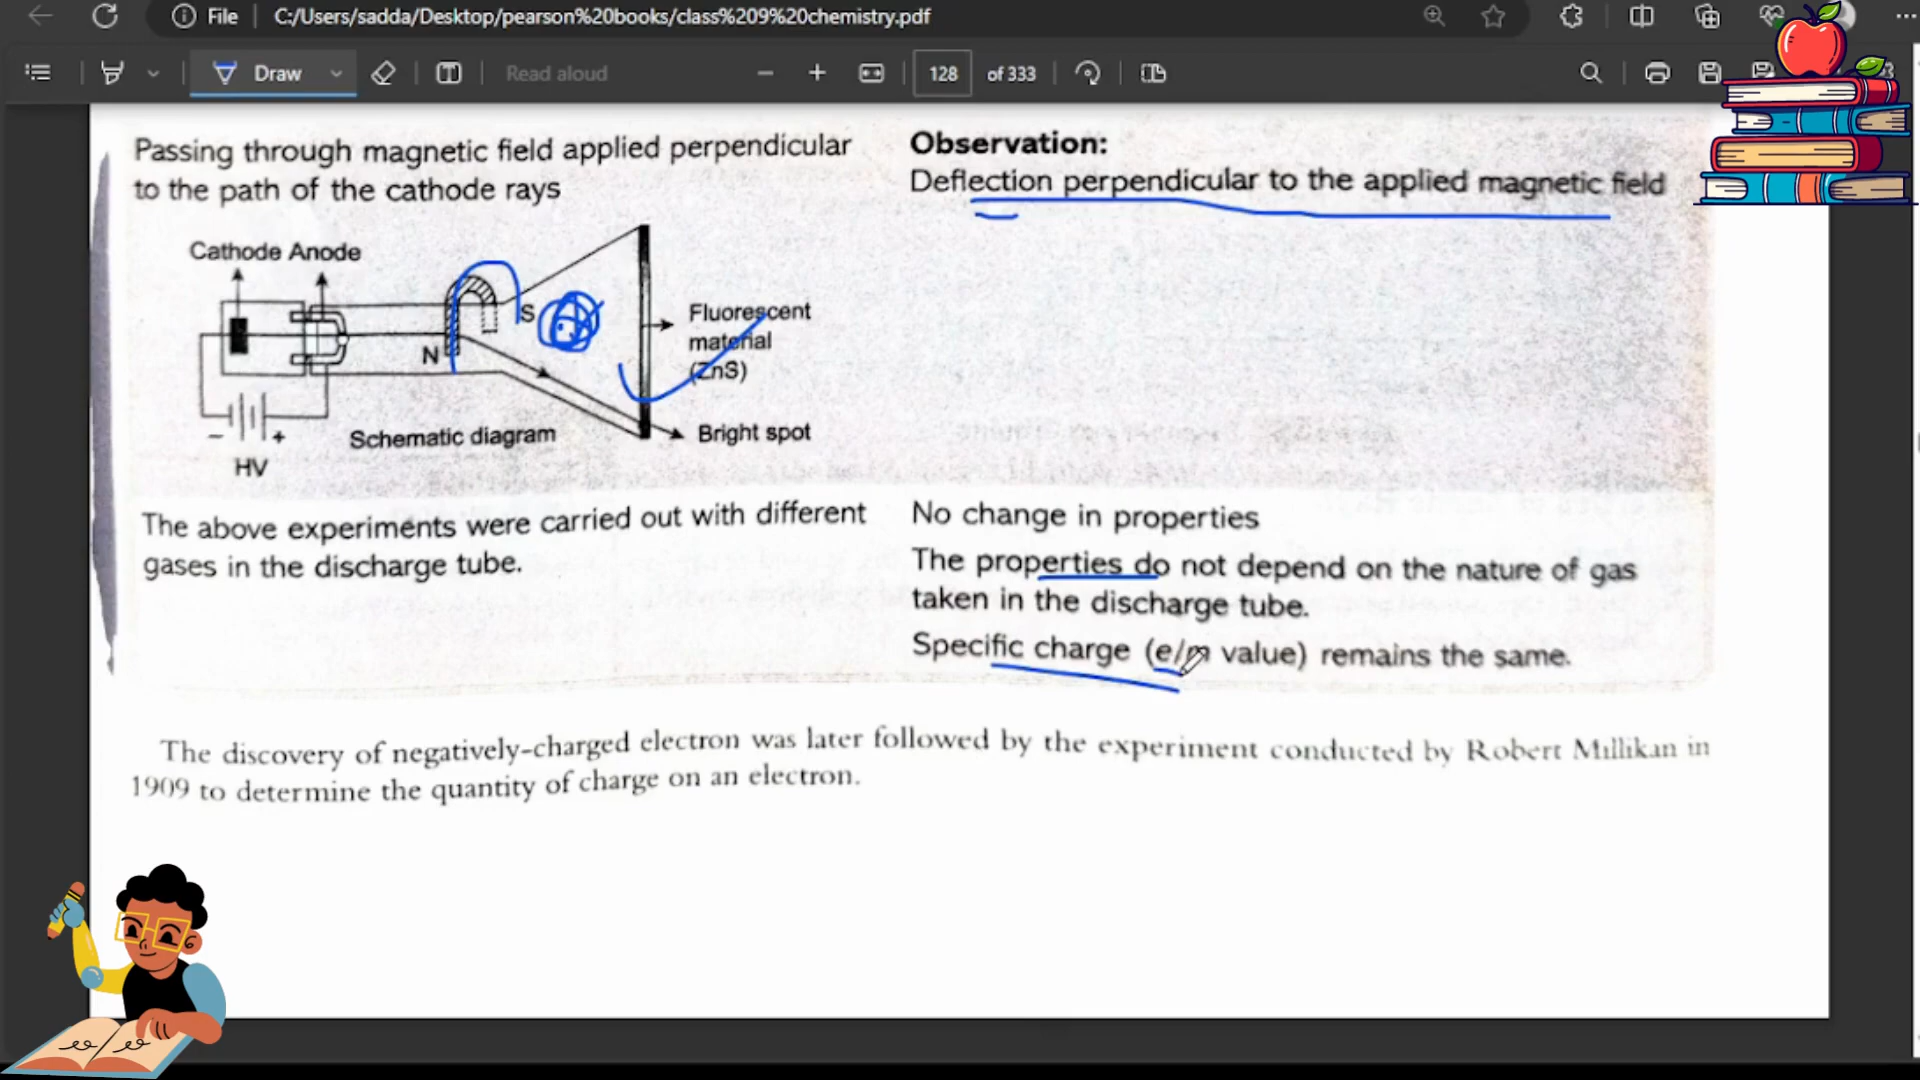 File
C:/Users/sadda/Desktop/pearson%20books/class%209%20chemistry.pdf
Draw
Read aloud
128
of 333
Passing through magnetic field applied perpendicular
to the path of the cathode rays
Cathode Anode
S
N
Fluorescent
material
(ZnS)
Bright spot
Schematic diagram
− +
HV
Observation:
Deflection perpendicular to the applied magnetic field
The above experiments were carried out with different
gases in the discharge tube.
No change in properties
The properties do not depend on the nature of gas
taken in the discharge tube.
Specific charge (e/m value) remains the same.
The discovery of negatively-charged electron was later followed by the experiment conducted by Robert Millikan in
1909 to determine the quantity of charge on an electron.